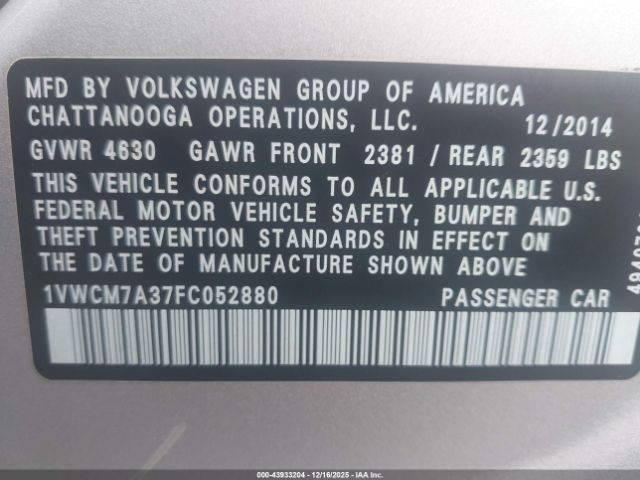 MFD BY VOLKSWAGEN GROUP OF AMERICA
CHATTANOOGA OPERATIONS, LLC. 12/2014
GVWR 4630 GAWR FRONT 2381 / REAR 2359 LBS
THIS VEHICLE CONFORMS TO ALL APPLICABLE U.S.
FEDERAL MOTOR VEHICLE SAFETY, BUMPER AND
THEFT PREVENTION STANDARDS IN EFFECT ON
THE DATE OF MANUFACTURE SHOWN ABOVE.
1VWCM7A37FC052880 PASSENGER CAR
000-43933204 - 12/16/2025 - IAA Inc.